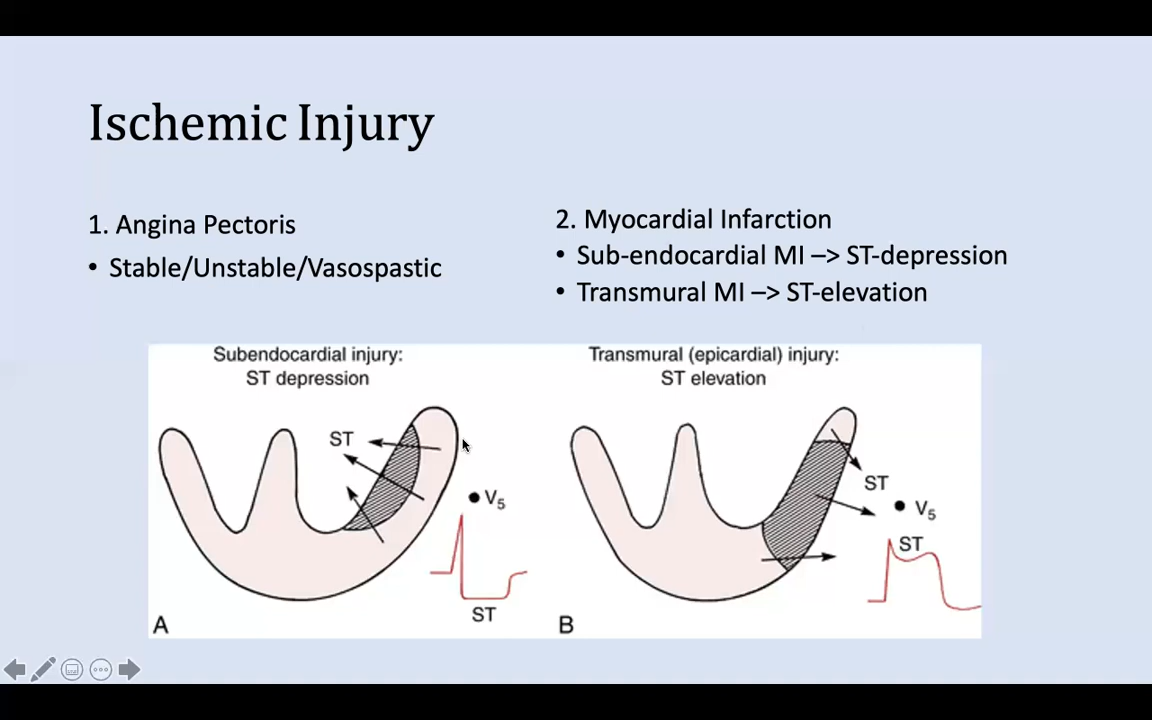 Ischemic Injury
1. Angina Pectoris
• Stable/Unstable/Vasospastic
2. Myocardial Infarction
• Sub-endocardial MI –> ST-depression
• Transmural MI –> ST-elevation
Subendocardial injury:
ST depression
ST
V5
ST
A
Transmural (epicardial) injury:
ST elevation
ST
V5
ST
B